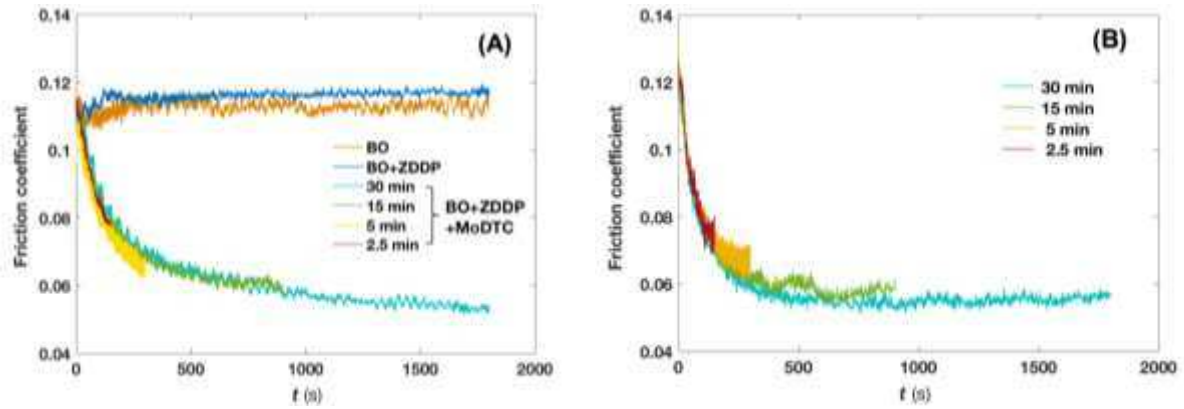 (A)
Friction coefficient
0.14
0.12
0.1
0.08
0.06
0.04
0
500
1000
1500
2000
t (s)
BO
BO+ZDDP
30 min
15 min
5 min
2.5 min
BO+ZDDP
+MoDTC
(B)
Friction coefficient
0.14
0.12
0.1
0.08
0.06
0.04
0
500
1000
1500
2000
t (s)
30 min
15 min
5 min
2.5 min